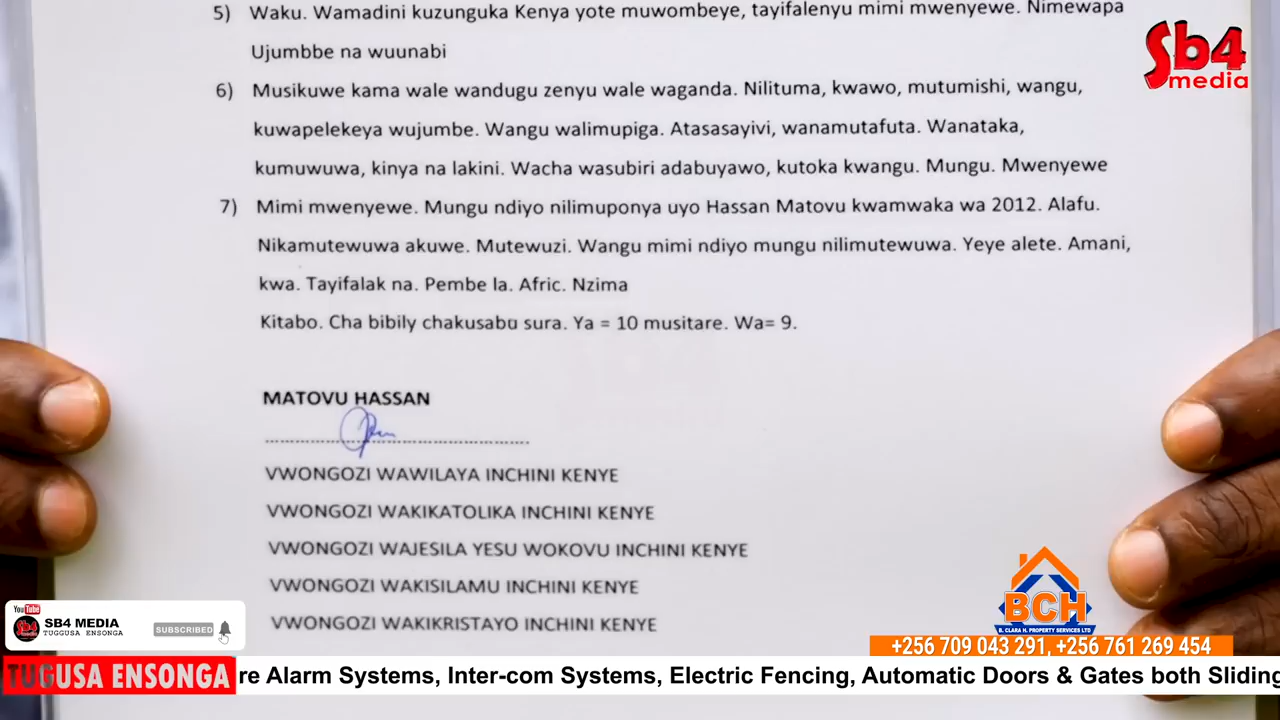 5) Waku. Wamadini kuzunguka Kenya yote muwombeye, tayifalenyu mimi mwenyewe. Nimewapa
Ujumbbe na wuunabi
6) Musikuwe kama wale wandugu zenyu wale waganda. Nilituma, kwawo, mutumishi, wangu,
kuwapelekeya wujumbe. Wangu walimupiga. Atasasayivi, wanamutafuta. Wanataka,
kumuwuwa, kinya na lakini. Wacha wasubiri adabuyawo, kutoka kwangu. Mungu. Mwenyewe
7) Mimi mwenyewe. Mungu ndiyo nilimuponya uyo Hassan Matovu kwamwaka wa 2012. Alafu.
Nikamutewuwa akuwe. Mutewuzi. Wangu mimi ndiyo mungu nilimutewuwa. Yeye alete. Amani,
kwa. Tayifalak na. Pembe la. Afric. Nzima
Kitabo. Cha bibily chakusabu sura. Ya = 10 musitare. Wa= 9.
MATOVU HASSAN
VWONGOZI WAWILAYA INCHINI KENYE
VWONGOZI WAKIKATOLIKA INCHINI KENYE
VWONGOZI WAJESILA YESU WOKOVU INCHINI KENYE
VWONGOZI WAKISILAMU INCHINI KENYE
VWONGOZI WAKIKRISTAYO INCHINI KENYE
Sb4
media
BCH
B. CLARA H. PROPERTY SERVICES LTD
+256 709 043 291, +256 761 269 454
YouTube
SB4 MEDIA
TUGGUSA ENSONGA
SUBSCRIBED
TUGUSA ENSONGA
re Alarm Systems, Inter-com Systems, Electric Fencing, Automatic Doors & Gates both Sliding